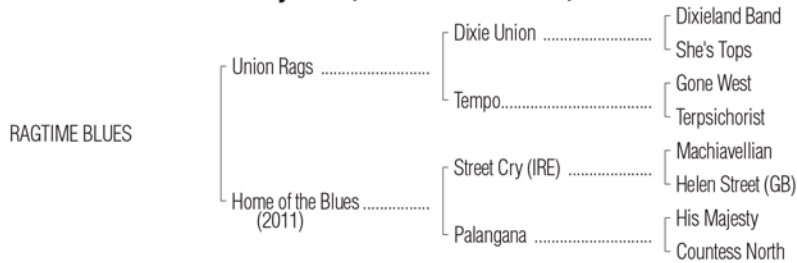 Dixieland Band
Dixie Union ..........................
She's Tops
Union Rags ..........................
Gone West
Tempo..............................
Terpsichorist
RAGTIME BLUES
Machiavellian
Street Cry (IRE) ....................
Helen Street (GB)
Home of the Blues ................
(2011)
His Majesty
Palangana ............................
Countess North